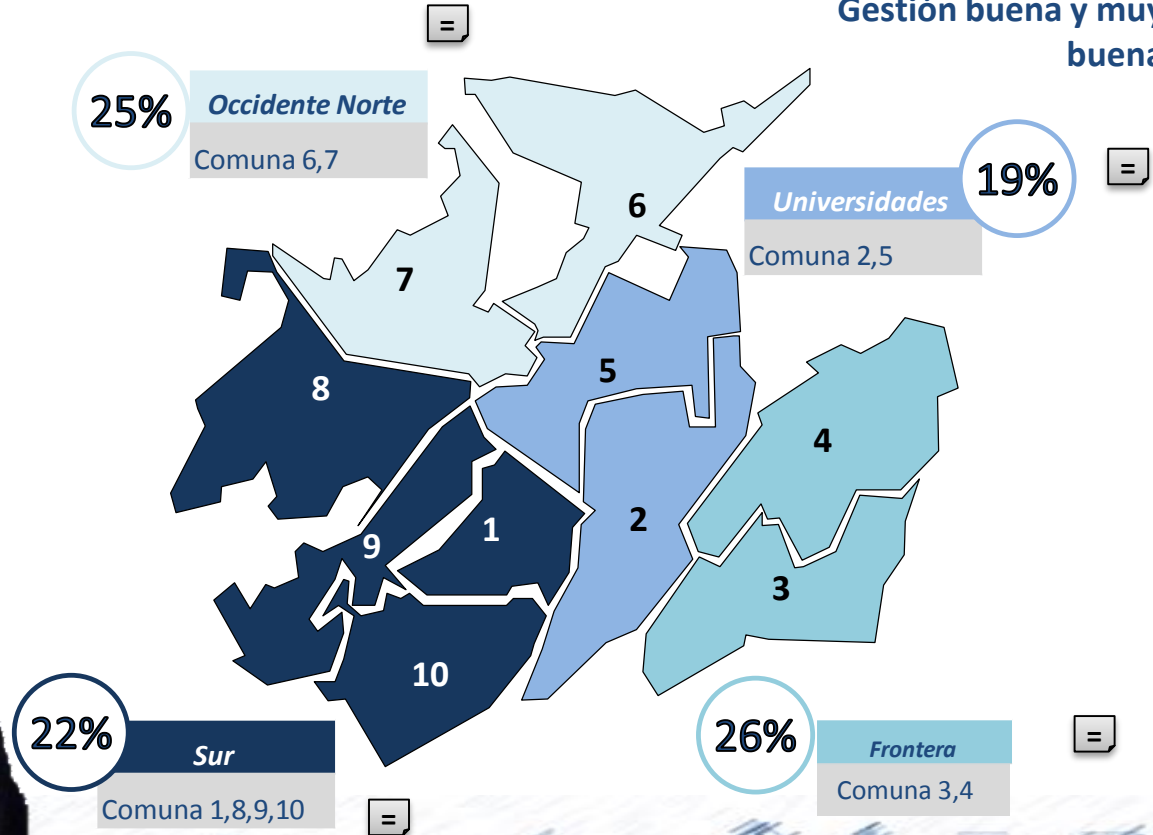 Gestión buena y muy
buena
=
25%
Occidente Norte
Comuna 6,7
19%
=
Universidades
Comuna 2,5
6
7
5
8
4
2
1
9
3
10
22%
Sur
Comuna 1,8,9,10
=
26%
Frontera
Comuna 3,4
=